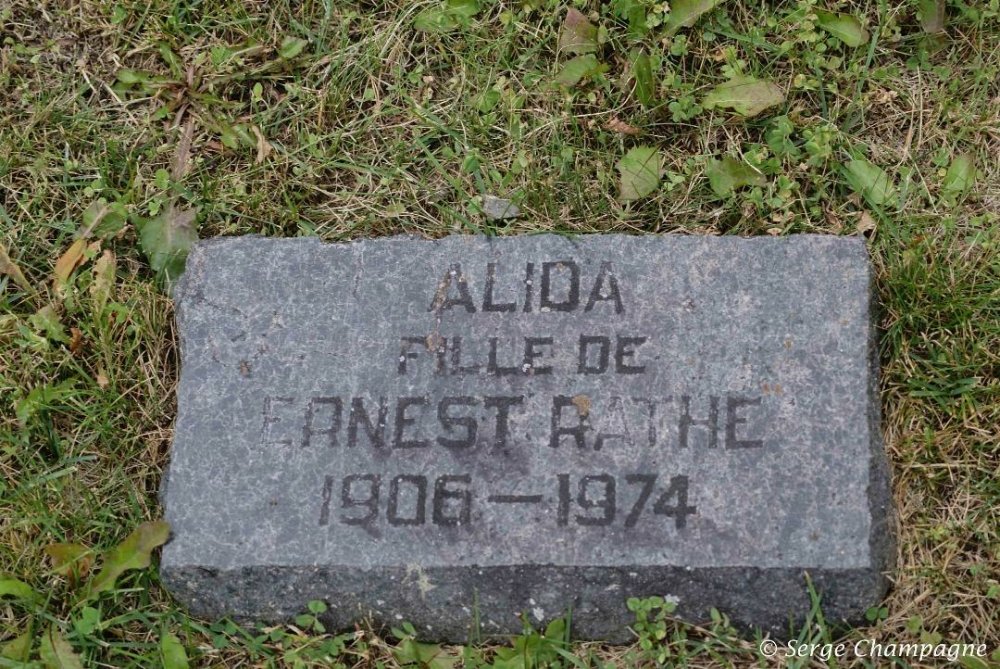 ALIDA
FILLE DE
ERNEST RATHE
1906—1974
©Serge Champagne